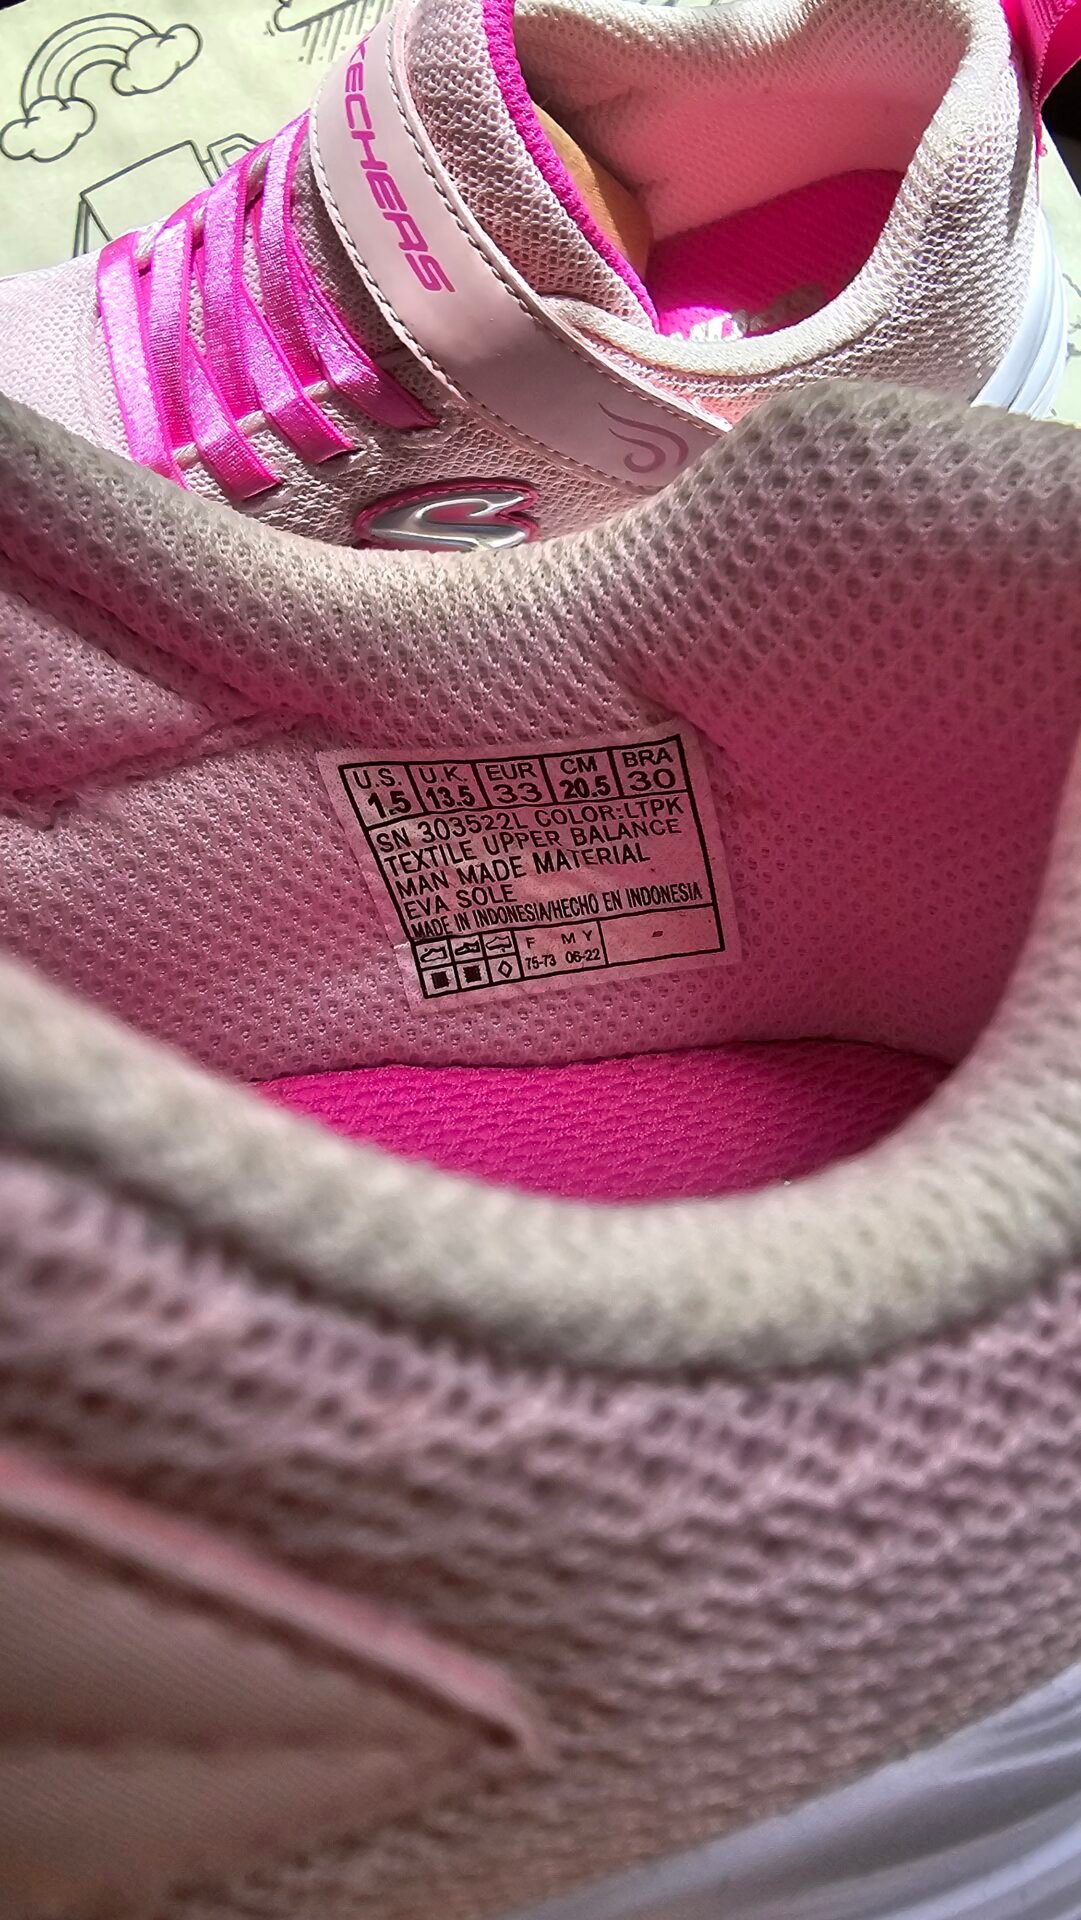 SKECHERS
U.S. U.K. EUR CM BRA
1.5 13.5 33 20.5 30
SN 303522L COLOR:LTPK
TEXTILE UPPER BALANCE
MAN MADE MATERIAL
EVA SOLE
MADE IN INDONESIA/HECHO EN INDONESIA
F M Y
75-73 06-22